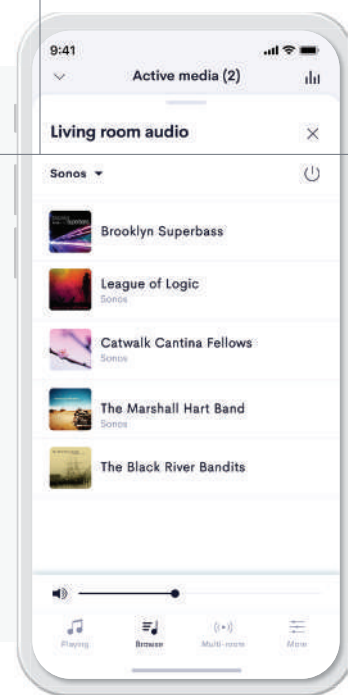 9:41
Active media (2)
Living room audio
Sonos
Brooklyn Superbass
League of Logic
Sonos
Catwalk Cantina Fellows
Sonos
The Marshall Hart Band
Sonos
The Black River Bandits
Playing
Browse
Multi-room
More